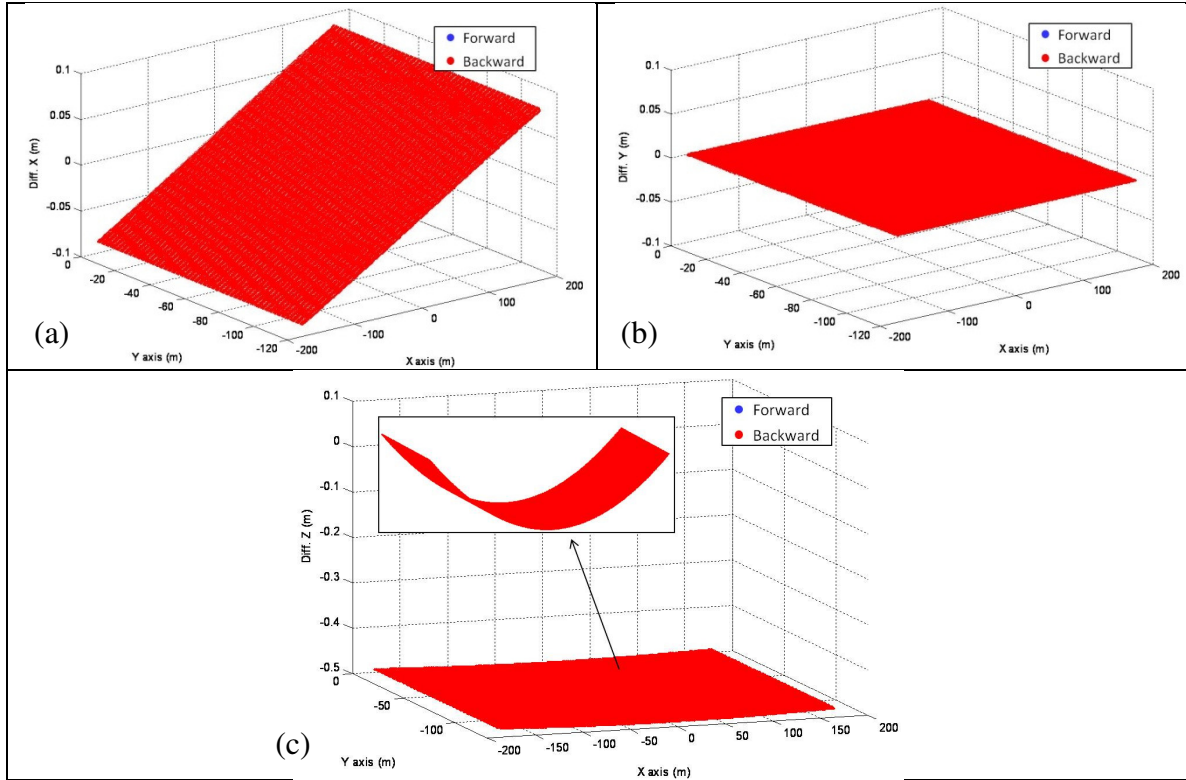 Forward
Backward
0.1
0.05
0
-0.05
-0.1
Diff. X (m)
0
-20
-40
-60
-80
-100
-120
Y axis (m)
-200
-100
0
100
200
X axis (m)
(a)
Forward
Backward
0.1
0.05
0
-0.05
-0.1
Diff. Y (m)
0
-20
-40
-60
-80
-100
-120
Y axis (m)
-200
-100
0
100
200
X axis (m)
(b)
Forward
Backward
0.1
0
-0.1
-0.2
-0.3
-0.4
-0.5
Diff. Z (m)
0
-50
-100
Y axis (m)
-200
-150
-100
-50
0
50
100
150
200
X axis (m)
(c)